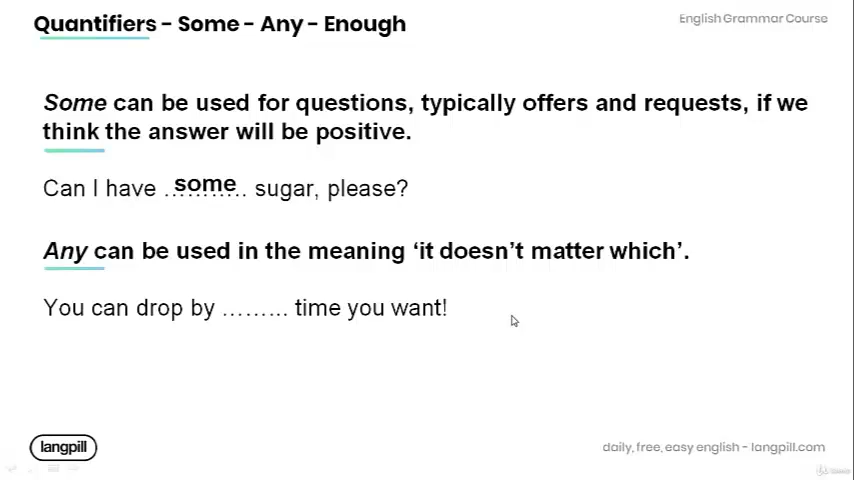 Quantifiers - Some - Any - Enough
English Grammar Course
Some can be used for questions, typically offers and requests, if we
think the answer will be positive.
Can I have ...some... sugar, please?
Any can be used in the meaning ‘it doesn’t matter which’.
You can drop by ……... time you want!
langpill
daily, free, easy english - langpill.com